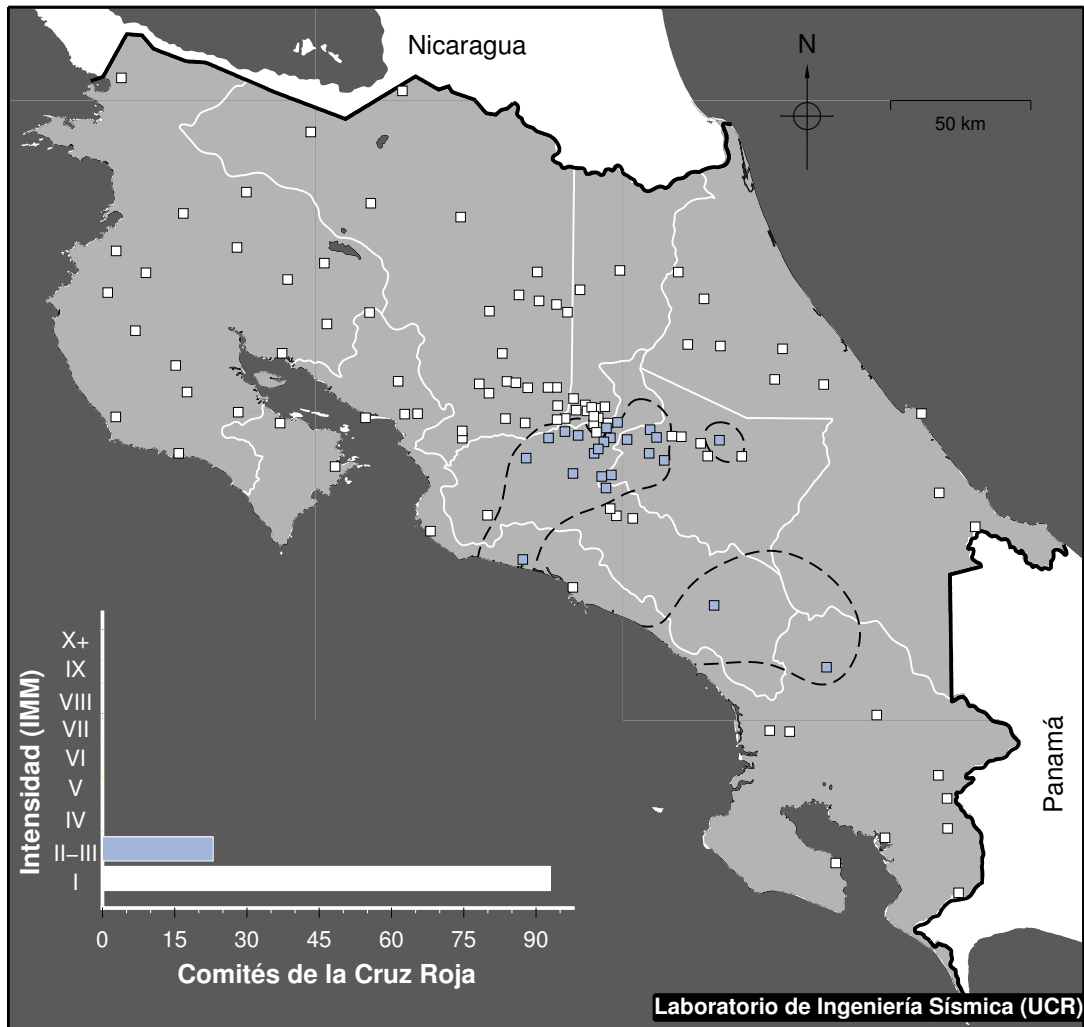 Nicaragua
N
50 km
Panamá
Intensidad (IMM)
X+
IX
VIII
VII
VI
V
IV
II–III
I
0 15 30 45 60 75 90
Comités de la Cruz Roja
Laboratorio de Ingeniería Sísmica (UCR)